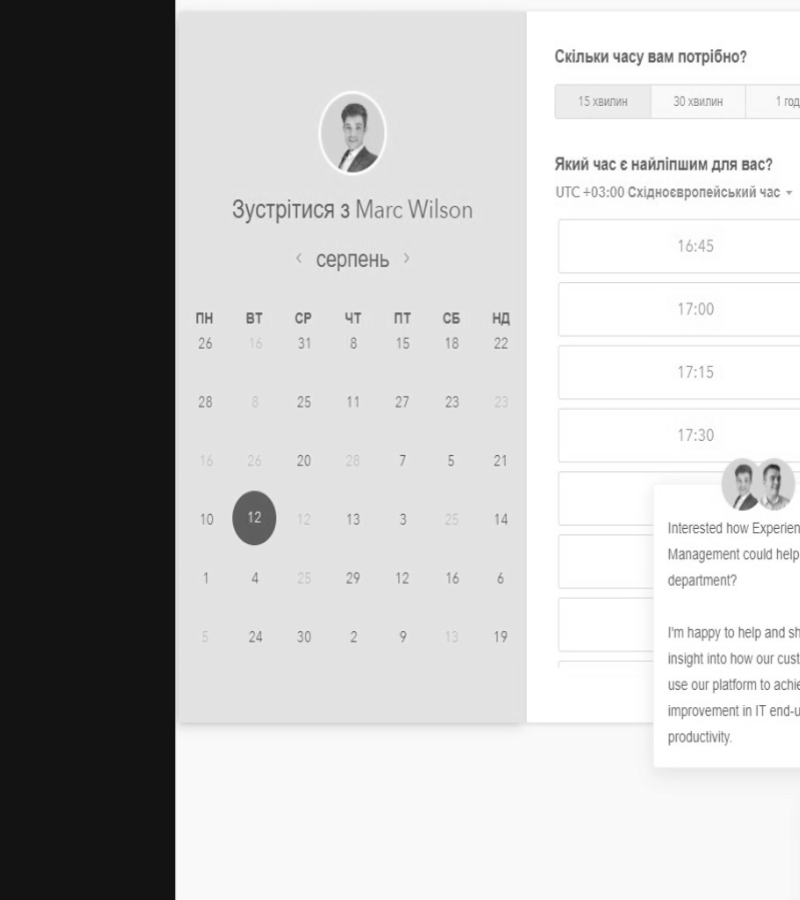 Зустрітися з Marc Wilson
‹ серпень ›
ПН ВТ СР ЧТ ПТ СБ НД
26 16 31 8 15 18 22
28 8 25 11 27 23 23
16 26 20 28 7 5 21
10 12 12 13 3 25 14
1 4 25 29 12 16 6
5 24 30 2 9 13 19
Скільки часу вам потрібно?
15 хвилин 30 хвилин 1 год
Який час є найліпшим для вас?
UTC +03:00 Східноєвропейський час
16:45
17:00
17:15
17:30
Interested how Experien
Management could help
department?
I'm happy to help and sh
insight into how our cust
use our platform to achie
improvement in IT end-u
productivity.